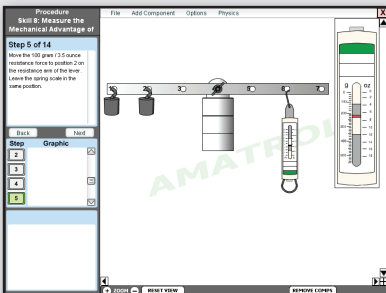 Procedure
Skill 8: Measure the
Mechanical Advantage of
Step 5 of 14
Move the 100 gram / 3.5 ounce
resistance force to position 2 on
the resistance arm of the lever.
Leave the spring scale in the
same position.
Back
Next
Step
Graphic
2
3
4
5
File
Add Component
Options
Physics
X
1
2
3
5
6
7
g
oz
AMATROL
ZOOM
RESET VIEW
REMOVE COMPS